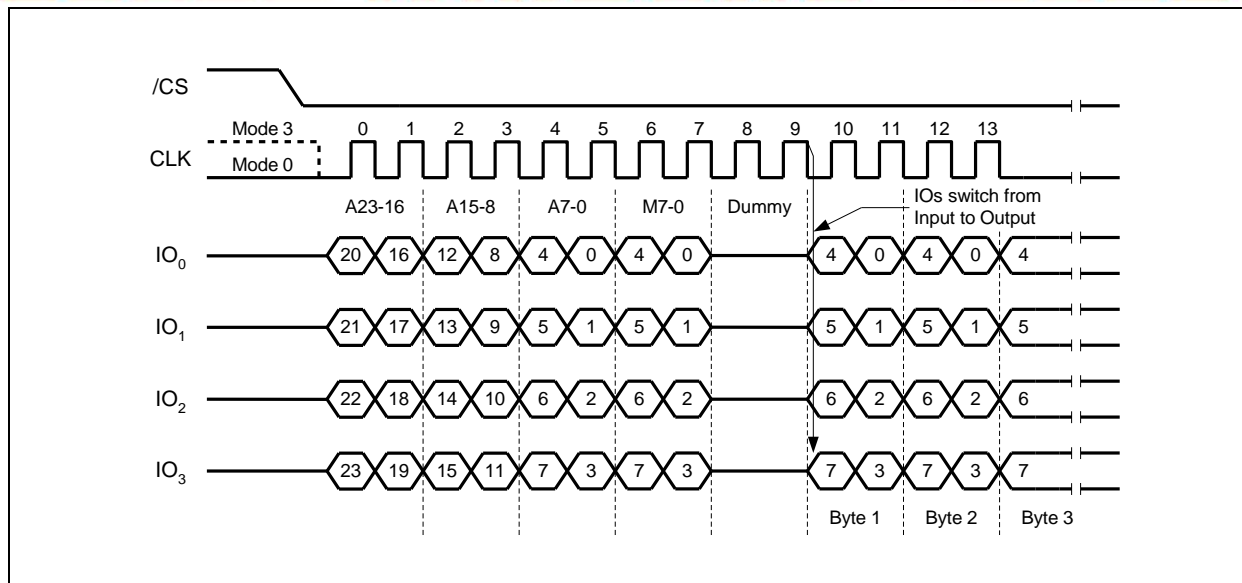 /CS
Mode 3 0 1 2 3 4 5 6 7 8 9 10 11 12 13
CLK
Mode 0
A23-16 A15-8 A7-0 M7-0 Dummy
IOs switch from
Input to Output
IO0 20 16 12 8 4 0 4 0 4 0 4 0 4
IO1 21 17 13 9 5 1 5 1 5 1 5 1 5
IO2 22 18 14 10 6 2 6 2 6 2 6 2 6
IO3 23 19 15 11 7 3 7 3 7 3 7 3 7
Byte 1 Byte 2 Byte 3